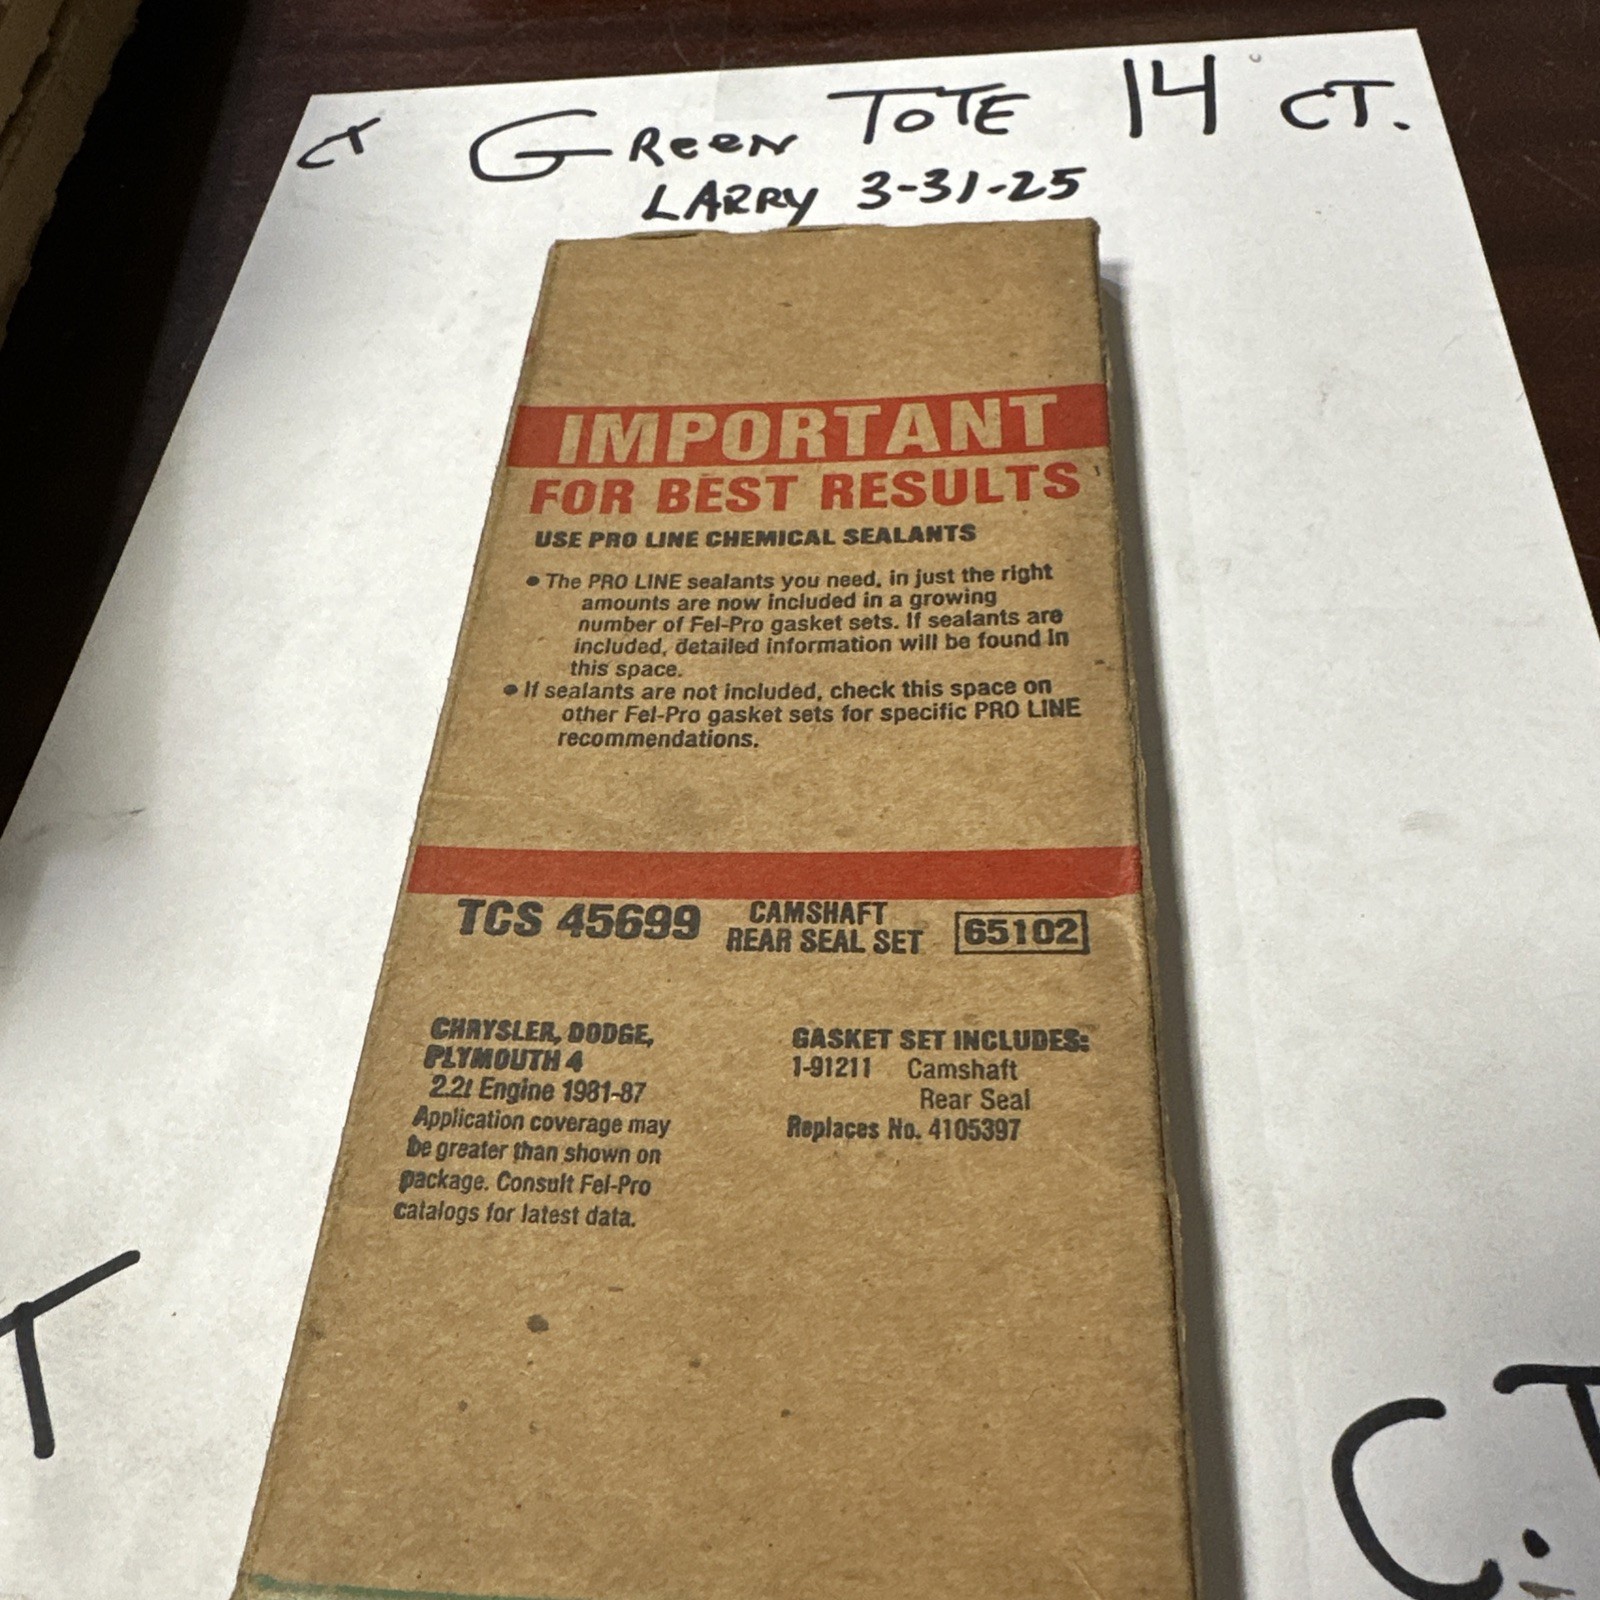 CT GReen TOTE 14 CT.
LARRY 3-31-25
IMPORTANT
FOR BEST RESULTS
USE PRO LINE CHEMICAL SEALANTS
• The PRO LINE sealants you need, in just the right
amounts are now included in a growing
number of Fel-Pro gasket sets. If sealants are
included, detailed information will be found in
this space.
• If sealants are not included, check this space on
other Fel-Pro gasket sets for specific PRO LINE
recommendations.
TCS 45699 CAMSHAFT
REAR SEAL SET 65102
CHRYSLER, DODGE,
PLYMOUTH 4
2.2ℓ Engine 1981-87
Application coverage may
be greater than shown on
package. Consult Fel-Pro
catalogs for latest data.
GASKET SET INCLUDES:
1-91211 Camshaft
Rear Seal
Replaces No. 4105397
T
C.T